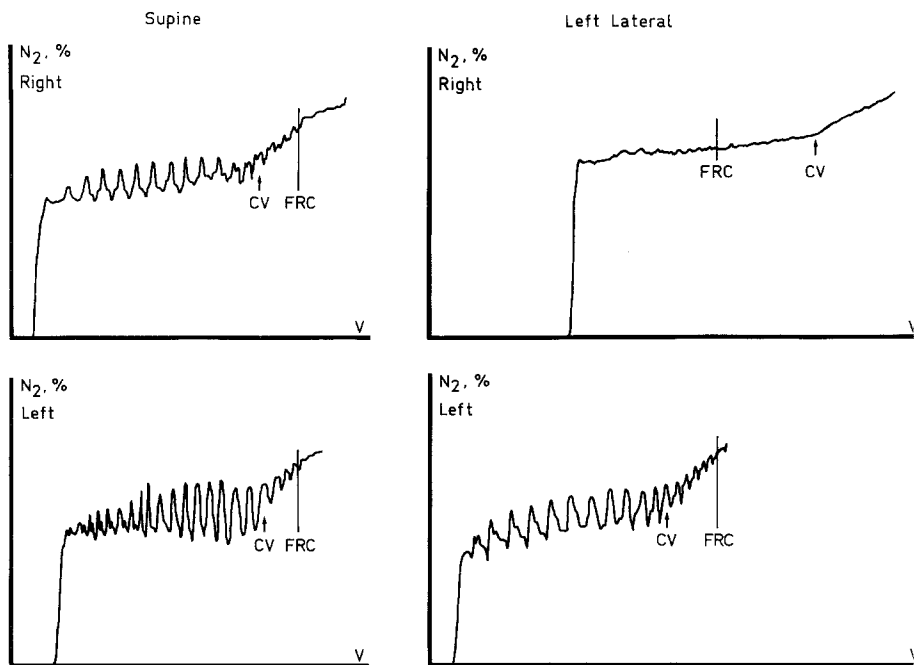 Supine
N2, %
Right
CV FRC
V
Left Lateral
N2, %
Right
FRC CV
V
N2, %
Left
CV FRC
V
N2, %
Left
CV FRC
V